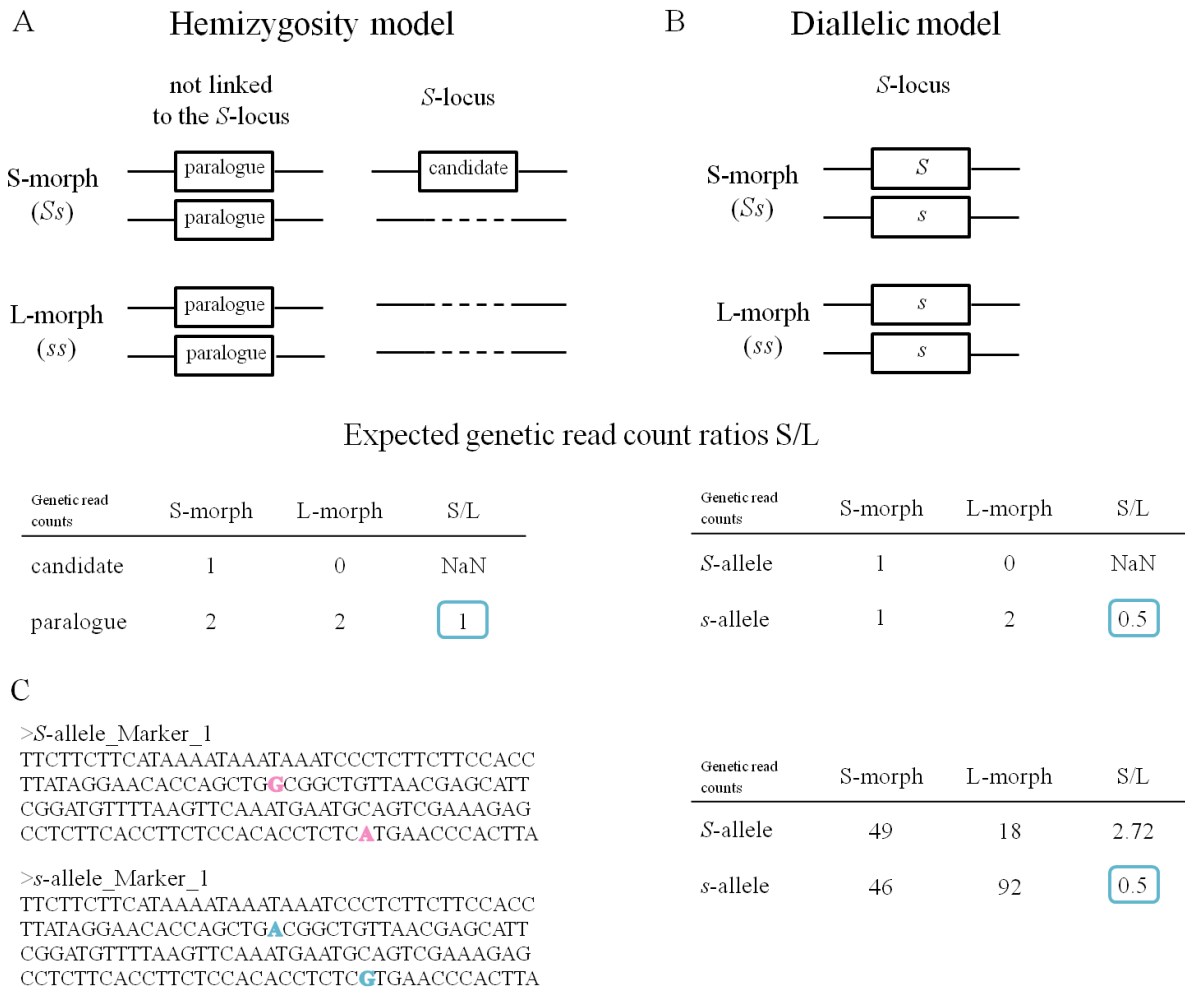 A
Hemizygosity model
not linked
to the S-locus
S-locus
S-morph
(Ss)
paralogue
candidate
paralogue
L-morph
(ss)
paralogue
paralogue
B
Diallelic model
S-locus
S-morph
(Ss)
S
s
L-morph
(ss)
s
s
Expected genetic read count ratios S/L
Genetic read
counts
S-morph L-morph S/L
candidate 1 0 NaN
paralogue 2 2 1
Genetic read
counts
S-morph L-morph S/L
S-allele 1 0 NaN
s-allele 1 2 0.5
C
>S-allele_Marker_1
TTCTTCTTCATAAAATAAATAAATCCCTCTTCTTCCACC
TTATAGGAACACCAGCTGGCGGCTGTTAACGAGCATT
CGGATGTTTTAAGTTCAAATGAATGCAGTCGAAAGAG
CCTCTTCACCTTCTCCACACCTCTCATGAACCCACTTA
>s-allele_Marker_1
TTCTTCTTCATAAAATAAATAAATCCCTCTTCTTCCACC
TTATAGGAACACCAGCTGACGGCTGTTAACGAGCATT
CGGATGTTTTAAGTTCAAATGAATGCAGTCGAAAGAG
CCTCTTCACCTTCTCCACACCTCTCGTGAACCCACTTA
Genetic read
counts
S-morph L-morph S/L
S-allele 49 18 2.72
s-allele 46 92 0.5